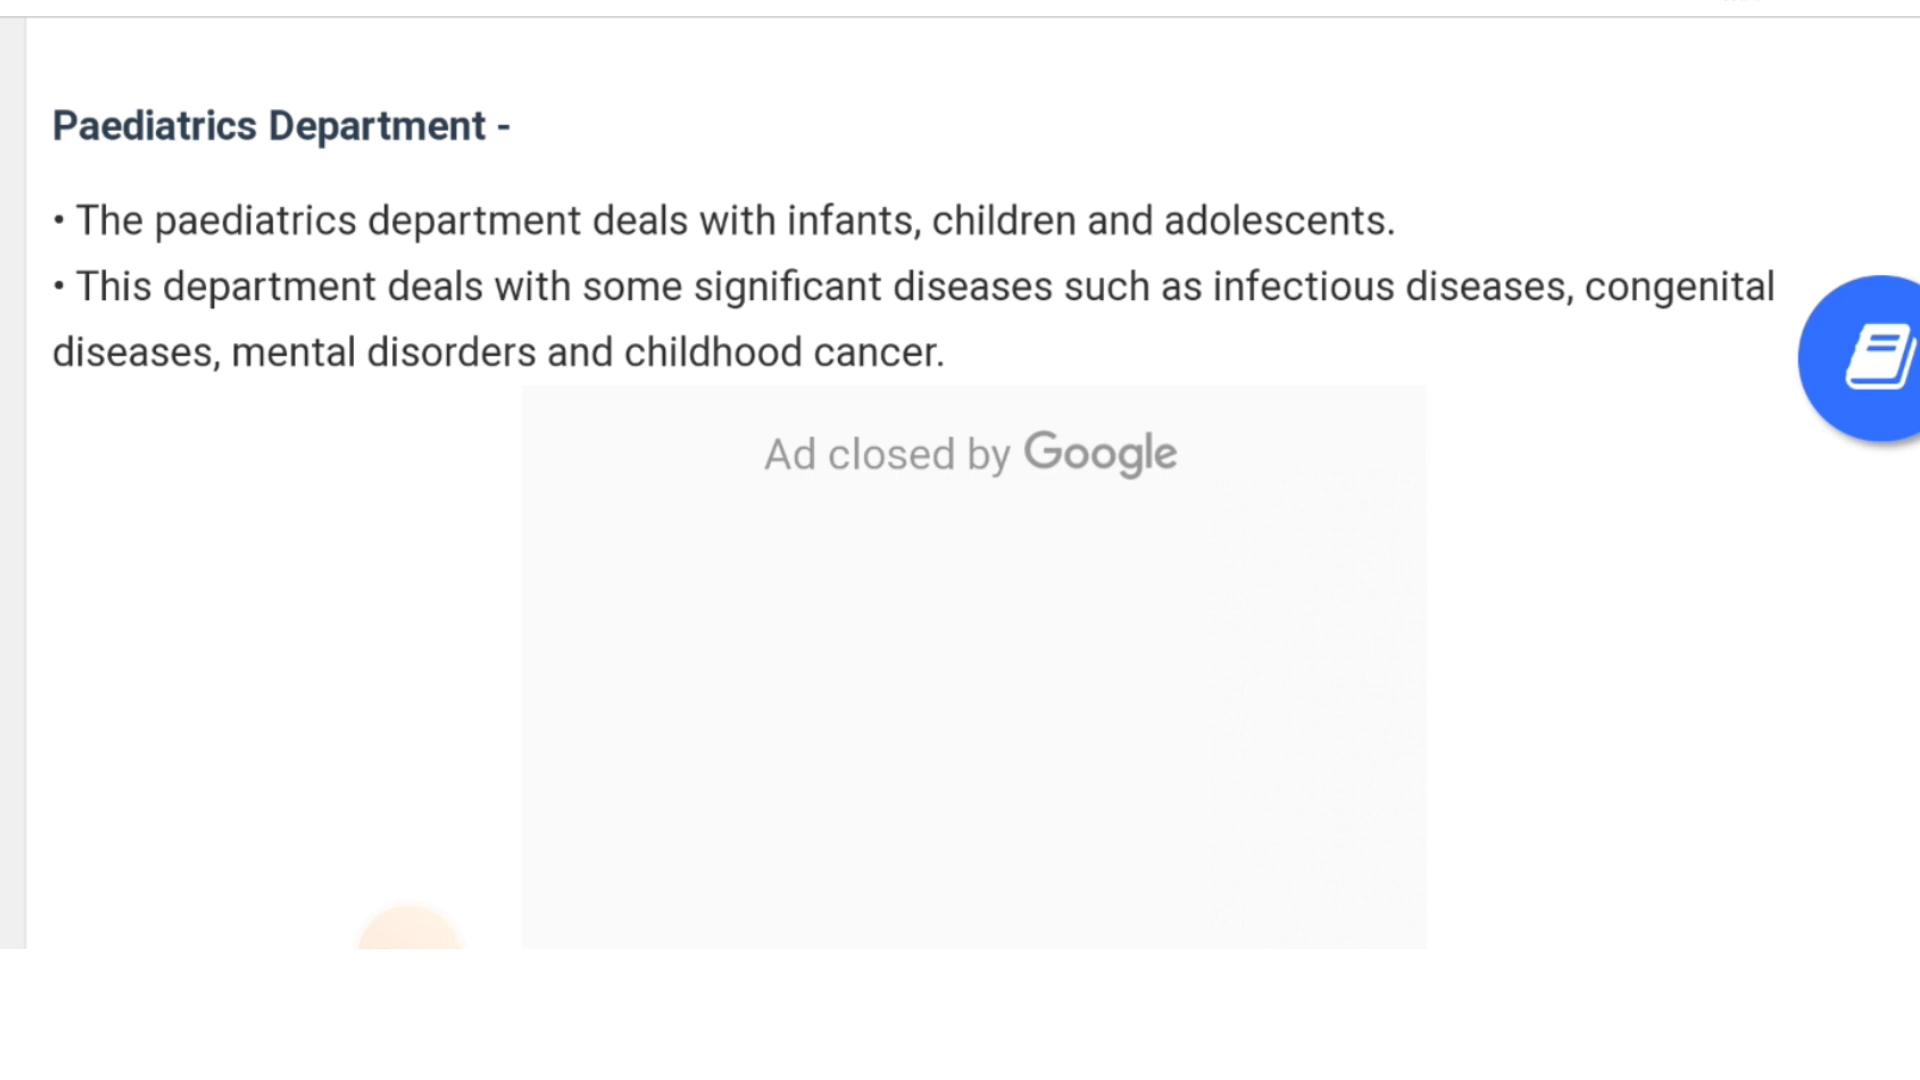 Paediatrics Department -
• The paediatrics department deals with infants, children and adolescents.
• This department deals with some significant diseases such as infectious diseases, congenital
diseases, mental disorders and childhood cancer.
Ad closed by Google